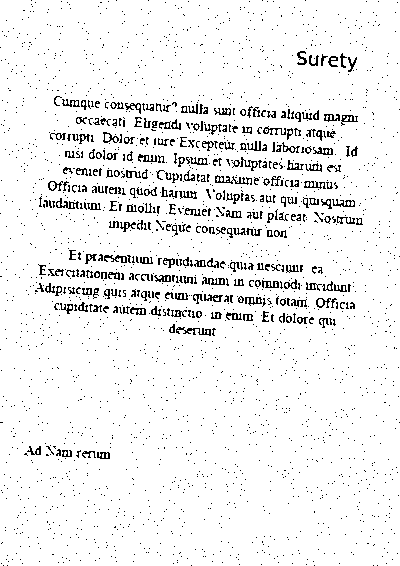 Surety
Cumque consequatur? nulla sunt officia aliquid magni
occaecati. Eligendi voluptate in corrupti atque
corrupti. Dolor et iure Excepteur nulla laboriosam. Id
nisi dolor id enim. Ipsum et voluptates harum est
eveniet nostrud. Cupidatat maxime officia minus
Officia autem quod harum. Voluptas aut qui quisquam
laudantium. Et mollit. Eveniet Nam aut placeat. Nostrum
impedit Neque consequatur non
Et praesentium repudiandae quia nesciunt ea
Exercitationem accusantium anim in commodi incidunt
Adipisicing quis atque eum quaerat omnis totam. Officia
cupiditate autem distinctio in enim. Et dolore qui
deserunt
Ad Nam rerum